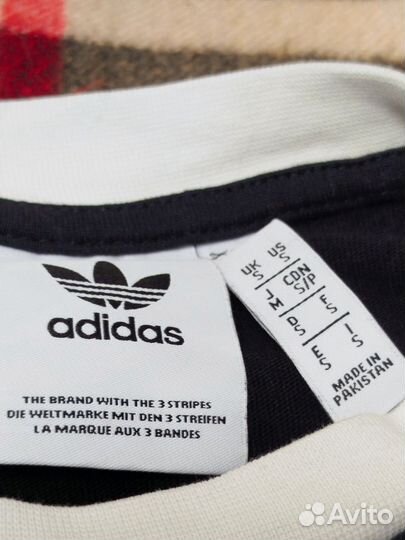 adidas
THE BRAND WITH THE 3 STRIPES
DIE WELTMARKE MIT DEN 3 STREIFEN
LA MARQUE AUX 3 BANDES
UK S US S
J M CDN S/P
D S F S
E S I S
MADE IN
PAKISTAN
Avito